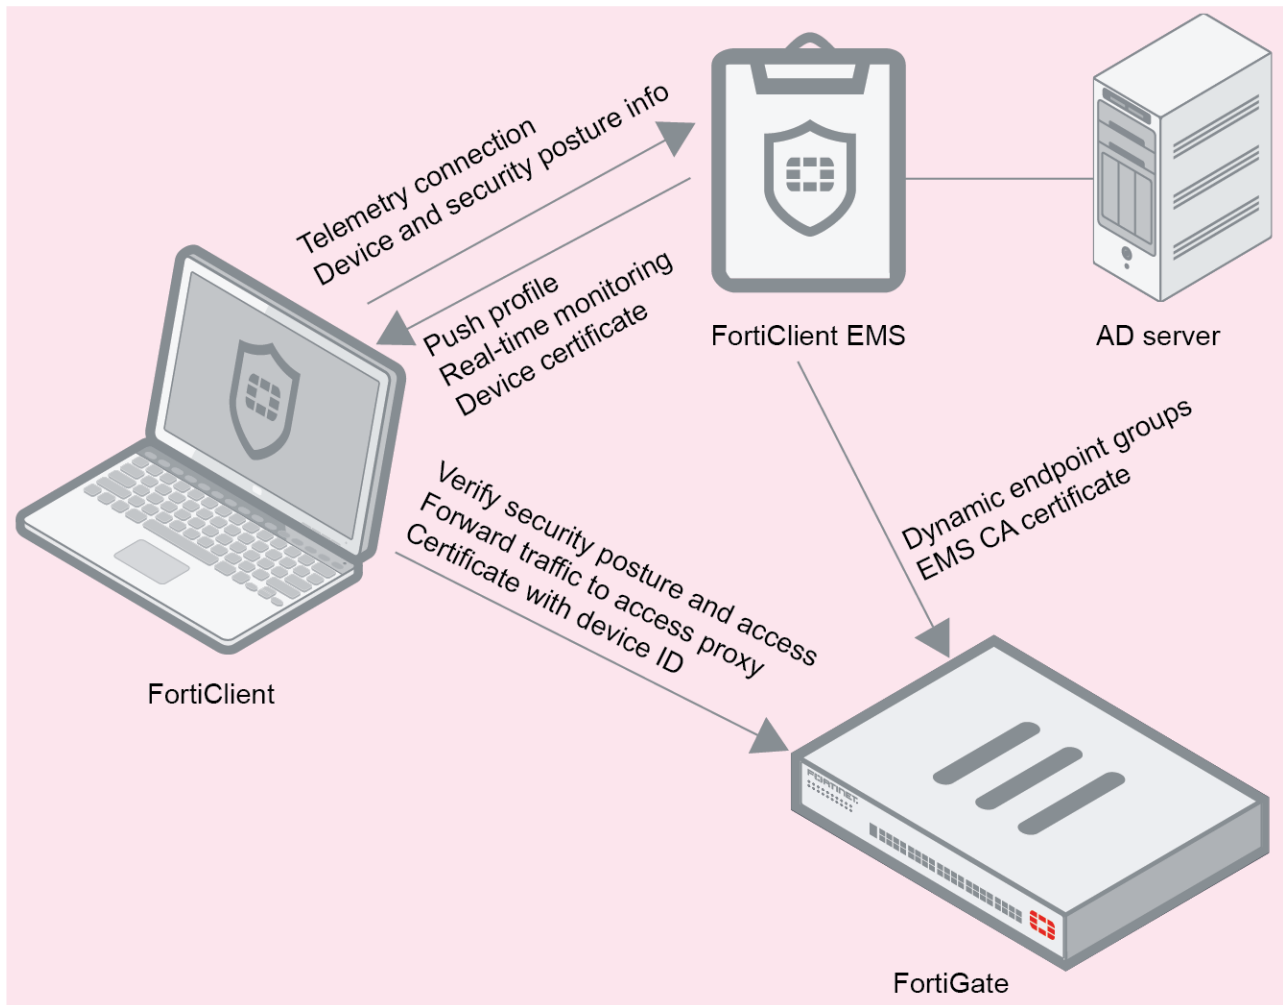 Telemetry connection
Device and security posture info
Push profile
Real-time monitoring
Device certificate
FortiClient EMS
AD server
Dynamic endpoint groups
EMS CA certificate
Verify security posture and access
Forward traffic to access proxy
Certificate with device ID
FortiClient
FORTINET
FortiGate